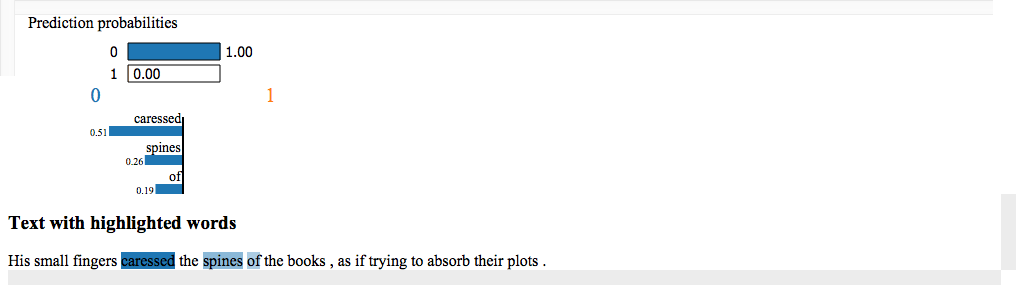 Prediction probabilities
0 1.00
1 0.00
0 1
caressed
0.51
spines
0.26
of
0.19
Text with highlighted words
His small fingers caressed the spines of the books , as if trying to absorb their plots .